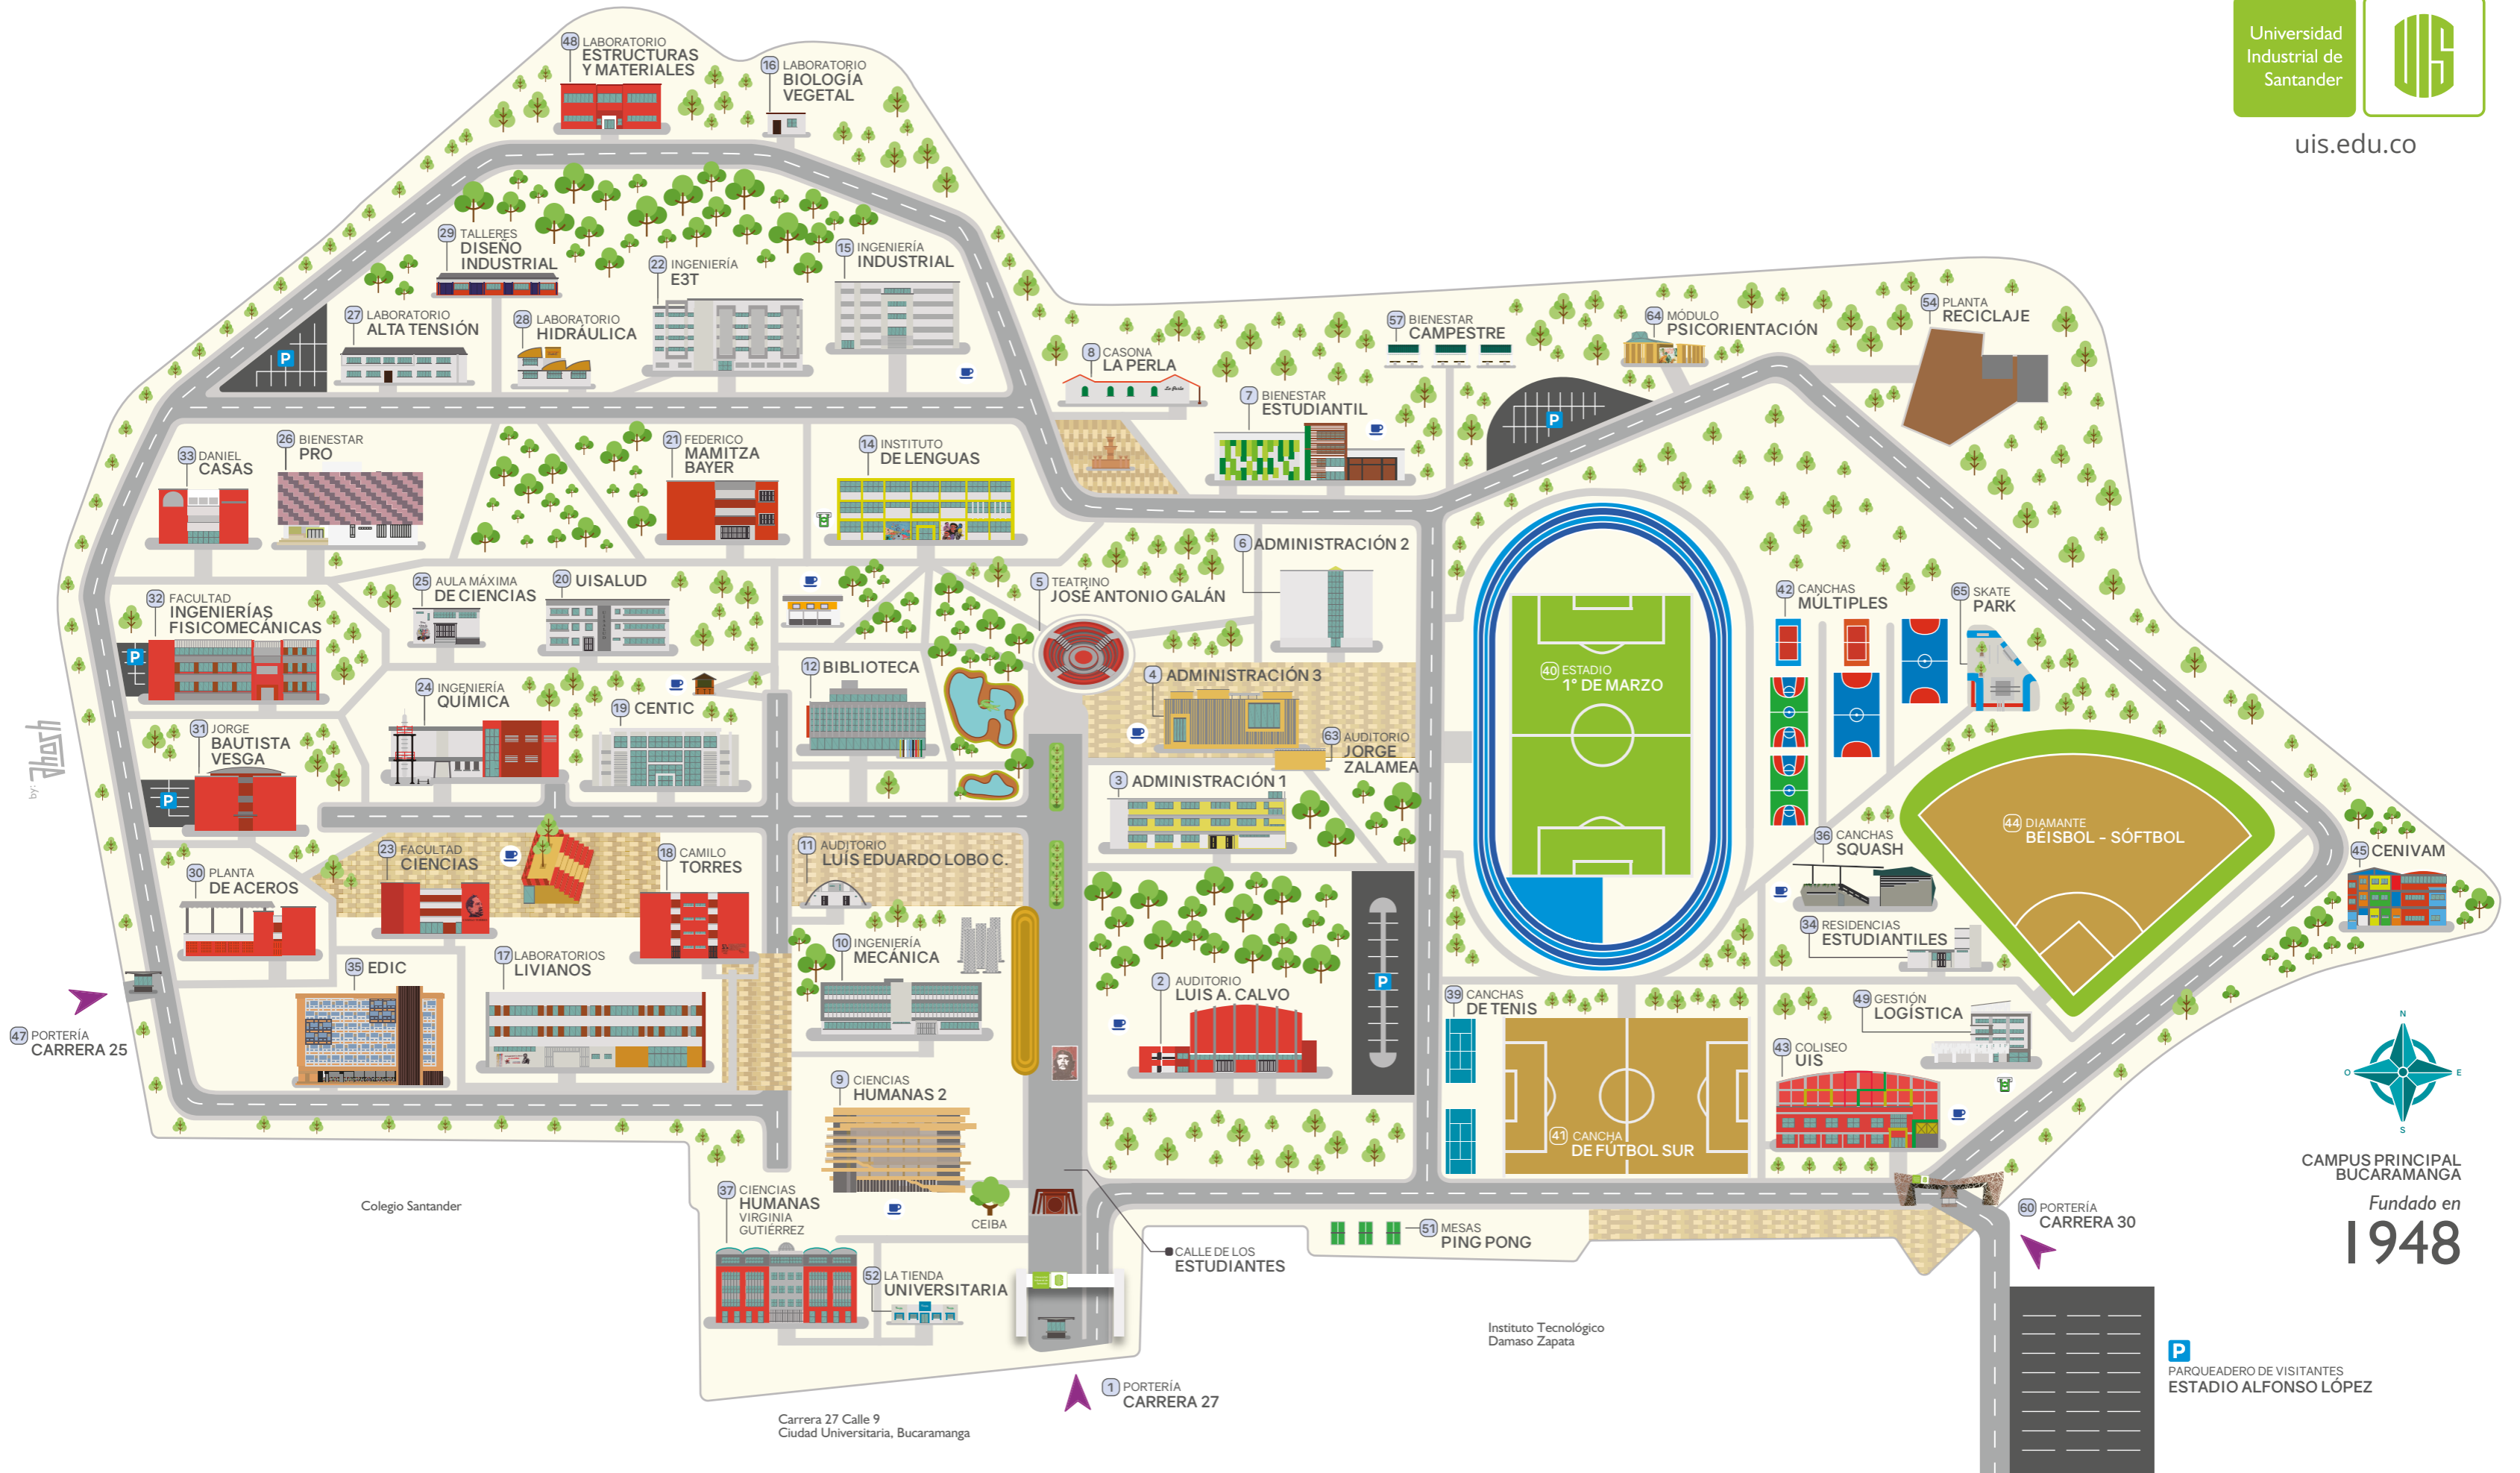 Universidad
Industrial de
Santander
uis.edu.co
48 LABORATORIO
ESTRUCTURAS
Y MATERIALES
16 LABORATORIO
BIOLOGÍA
VEGETAL
29 TALLERES
DISEÑO
INDUSTRIAL
22 INGENIERÍA
E3T
15 INGENIERÍA
INDUSTRIAL
27 LABORATORIO
ALTA TENSIÓN
28 LABORATORIO
HIDRÁULICA
P
8 CASONA
LA PERLA
La Perla
57 BIENESTAR
CAMPESTRE
64 MÓDULO
PSICORIENTACIÓN
54 PLANTA
RECICLAJE
7 BIENESTAR
ESTUDIANTIL
P
33 DANIEL
CASAS
26 BIENESTAR
PRO
21 FEDERICO
MAMITZA
BAYER
14 INSTITUTO
DE LENGUAS
6 ADMINISTRACIÓN 2
32 FACULTAD
INGENIERÍAS
FISICOMECÁNICAS
P
25 AULA MÁXIMA
DE CIENCIAS
20 UISALUD
5 TEATRINO
JOSÉ ANTONIO GALÁN
42 CANCHAS
MÚLTIPLES
65 SKATE
PARK
12 BIBLIOTECA
4 ADMINISTRACIÓN 3
40 ESTADIO
1° DE MARZO
24 INGENIERÍA
QUÍMICA
19 CENTIC
63 AUDITORIO
JORGE
ZALAMEA
31 JORGE
BAUTISTA
VESGA
P
3 ADMINISTRACIÓN 1
by:
44 DIAMANTE
BÉISBOL - SÓFTBOL
23 FACULTAD
CIENCIAS
18 CAMILO
TORRES
11 AUDITORIO
LUIS EDUARDO LOBO C.
36 CANCHAS
SQUASH
45 CENIVAM
30 PLANTA
DE ACEROS
34 RESIDENCIAS
ESTUDIANTILES
35 EDIC
17 LABORATORIOS
LIVIANOS
10 INGENIERÍA
MECÁNICA
2 AUDITORIO
LUIS A. CALVO
P
39 CANCHAS
DE TENIS
49 GESTIÓN
LOGÍSTICA
47 PORTERÍA
CARRERA 25
43 COLISEO
UIS
N
O
E
S
9 CIENCIAS
HUMANAS 2
41 CANCHA
DE FÚTBOL SUR
CAMPUS PRINCIPAL
BUCARAMANGA
Fundado en
1948
Colegio Santander
37 CIENCIAS
HUMANAS
VIRGINIA
GUTIÉRREZ
CEIBA
60 PORTERÍA
CARRERA 30
51 MESAS
PING PONG
CALLE DE LOS
ESTUDIANTES
52 LA TIENDA
UNIVERSITARIA
Instituto Tecnológico
Damaso Zapata
P
PARQUEADERO DE VISITANTES
ESTADIO ALFONSO LÓPEZ
1 PORTERÍA
CARRERA 27
Carrera 27 Calle 9
Ciudad Universitaria, Bucaramanga